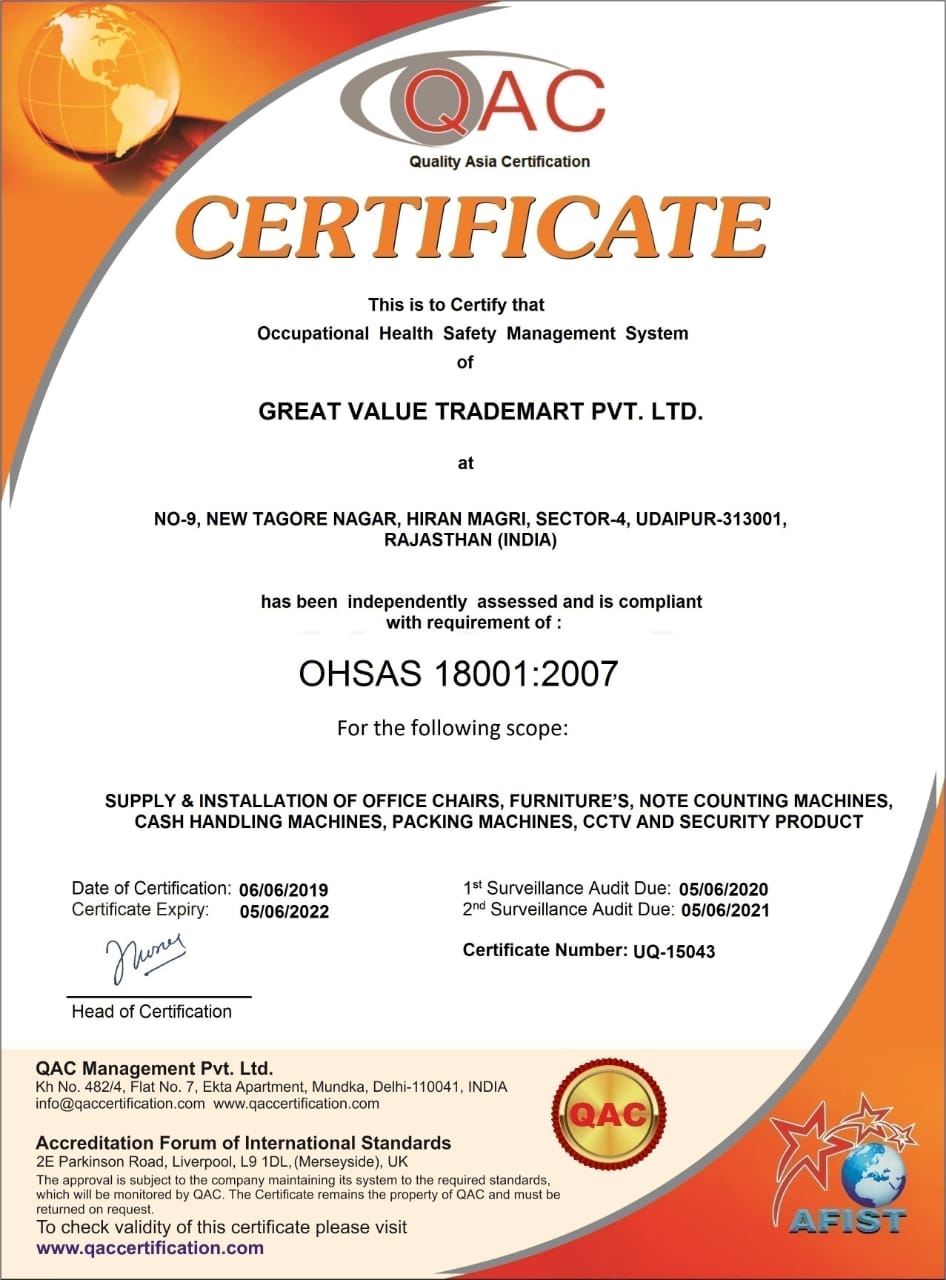 QAC
Quality Asia Certification
CERTIFICATE
This is to Certify that
Occupational Health Safety Management System
of
GREAT VALUE TRADEMART PVT. LTD.
at
NO-9, NEW TAGORE NAGAR, HIRAN MAGRI, SECTOR-4, UDAIPUR-313001,
RAJASTHAN (INDIA)
has been independently assessed and is compliant
with requirement of :
OHSAS 18001:2007
For the following scope:
SUPPLY & INSTALLATION OF OFFICE CHAIRS, FURNITURE'S, NOTE COUNTING MACHINES,
CASH HANDLING MACHINES, PACKING MACHINES, CCTV AND SECURITY PRODUCT
Date of Certification: 06/06/2019
Certificate Expiry: 05/06/2022
1st Surveillance Audit Due: 05/06/2020
2nd Surveillance Audit Due: 05/06/2021
Certificate Number: UQ-15043
Head of Certification
QAC Management Pvt. Ltd.
Kh No. 482/4, Flat No. 7, Ekta Apartment, Mundka, Delhi-110041, INDIA
info@qaccertification.com www.qaccertification.com
QAC
Accreditation Forum of International Standards
2E Parkinson Road, Liverpool, L9 1DL, (Merseyside), UK
The approval is subject to the company maintaining its system to the required standards,
which will be monitored by QAC. The Certificate remains the property of QAC and must be
returned on request.
To check validity of this certificate please visit
www.qaccertification.com
AFIST